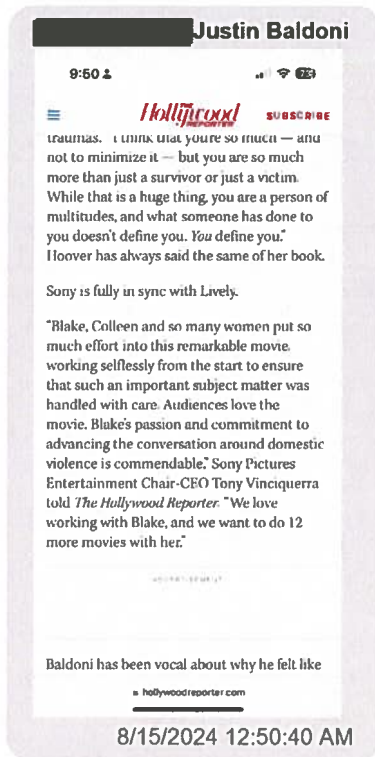 Justin Baldoni
9:50
Hollywood
REPORTER
SUBSCRIBE
traumas. "I think that you're so much — and
not to minimize it — but you are so much
more than just a survivor or just a victim.
While that is a huge thing, you are a person of
multitudes, and what someone has done to
you doesn't define you. You define you."
Hoover has always said the same of her book.
Sony is fully in sync with Lively.
"Blake, Colleen and so many women put so
much effort into this remarkable movie,
working selflessly from the start to ensure
that such an important subject matter was
handled with care. Audiences love the
movie. Blake's passion and commitment to
advancing the conversation around domestic
violence is commendable," Sony Pictures
Entertainment Chair-CEO Tony Vinciquerra
told The Hollywood Reporter. "We love
working with Blake, and we want to do 12
more movies with her."
ADVERTISEMENT
Baldoni has been vocal about why he felt like
hollywoodreporter.com
8/15/2024 12:50:40 AM